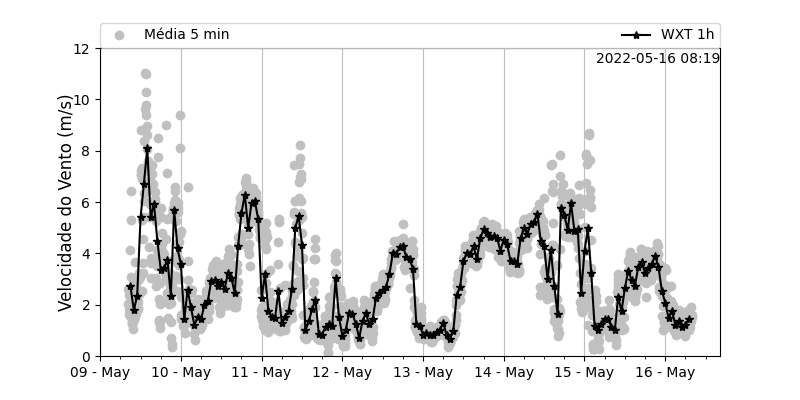 Média 5 min
WXT 1h
2022-05-16 08:19
Velocidade do Vento (m/s)
12
10
8
6
4
2
0
09 - May
10 - May
11 - May
12 - May
13 - May
14 - May
15 - May
16 - May